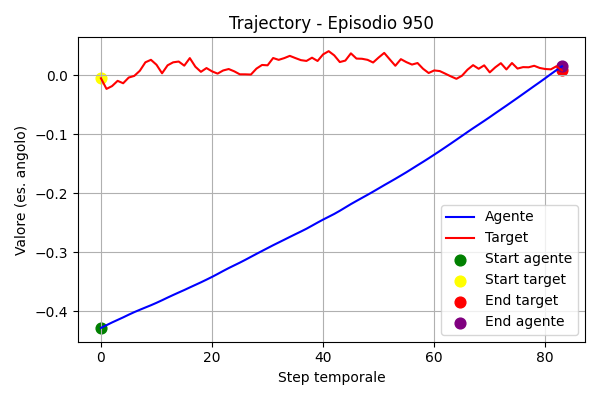 Trajectory - Episodio 950
Valore (es. angolo)
0.0
−0.1
−0.2
−0.3
−0.4
0 20 40 60 80
Step temporale
Agente
Target
Start agente
Start target
End target
End agente